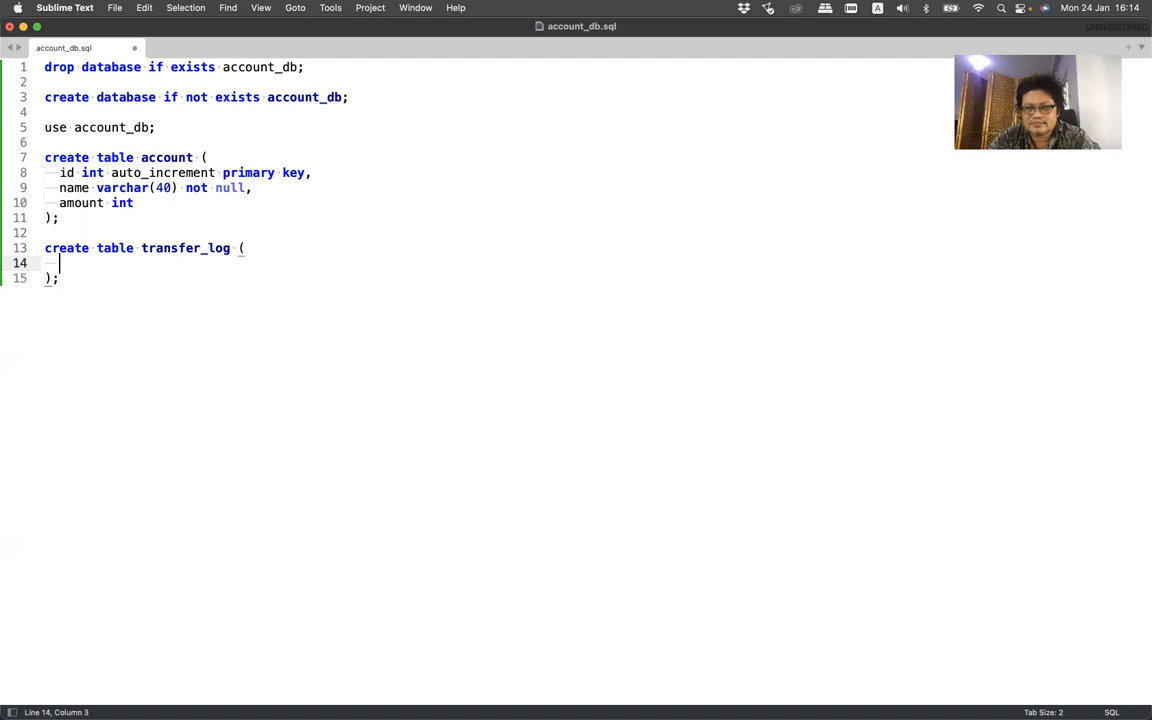 Sublime Text File Edit Selection Find View Goto Tools Project Window Help A Mon 24 Jan 16:14
account_db.sql UNREGISTERED
account_db.sql
1 drop database if exists account_db;
2
3 create database if not exists account_db;
4
5 use account_db;
6
7 create table account (
8 id int auto_increment primary key,
9 name varchar(40) not null,
10 amount int
11 );
12
13 create table transfer_log (
14
15 );
Line 14, Column 3 Tab Size: 2 SQL